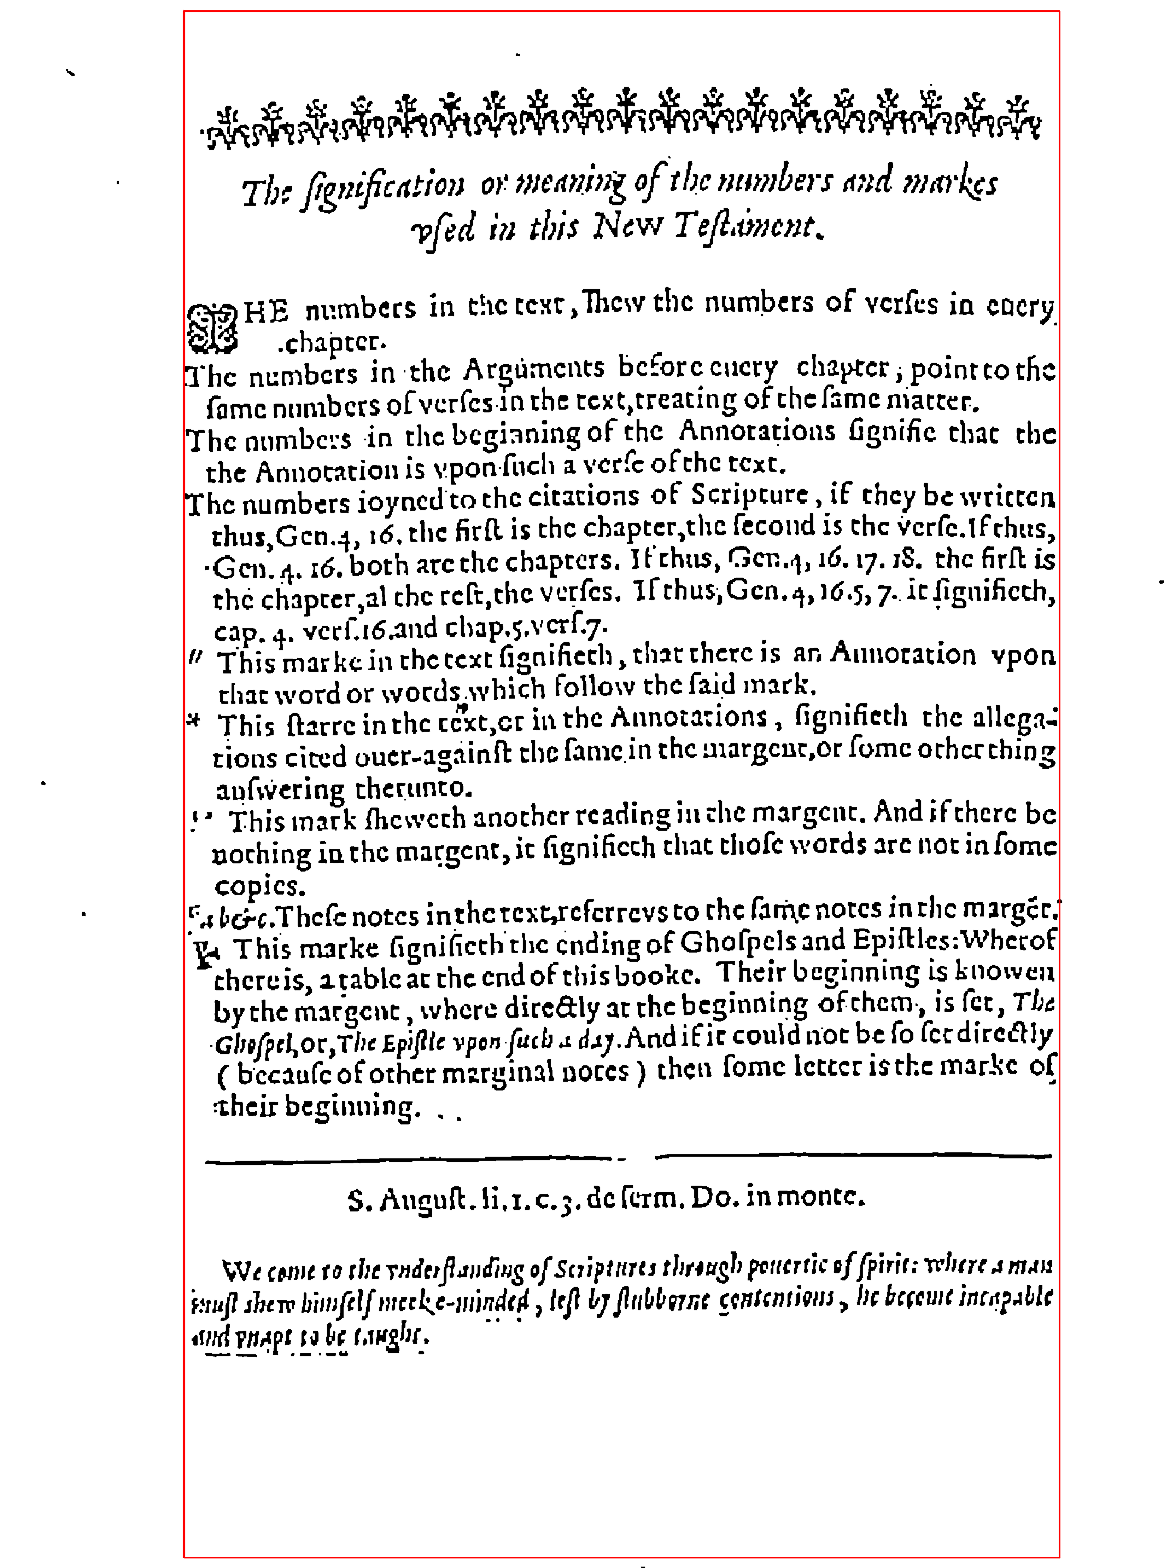 The ſignification or meaning of the numbers and markes
vſed in this New Teſtament.
THE numbers in the text, ſhew the numbers of verſes in euery
chapter.
The numbers in the Arguments before euery chapter, point to the
ſame numbers of verſes in the text, treating of the ſame matter.
The numbers in the beginning of the Annotations ſignifie that the
the Annotation is vpon ſuch a verſe of the text.
The numbers ioyned to the citations of Scripture, if they be written
thus, Gen. 4, 16. the firſt is the chapter, the ſecond is the verſe. If thus,
Gen. 4. 16. both are the chapters. If thus, Gen. 4, 16. 17. 18. the firſt is
the chapter, al the reſt, the verſes. If thus, Gen. 4, 16. 5, 7. it ſignifieth,
cap. 4. verſ. 16. and chap. 5. verſ. 7.
" This marke in the text ſignifieth, that there is an Annotation vpon
that word or words, which follow the ſaid mark.
* This ſtarre in the text, or in the Annotations, ſignifieth the allega-
tions cited ouer-againſt the ſame in the margent, or ſome other thing
anſwering therunto.
'' This mark ſheweth another reading in the margent. And if there be
nothing in the margent, it ſignifieth that thoſe words are not in ſome
copies.
a b &c. Theſe notes in the text, referre vs to the ſame notes in the margēt.
✠ This marke ſignifieth the ending of Ghoſpels and Epiſtles: Wherof
there is, a table at the end of this booke. Their beginning is knowen
by the margent, where directly at the beginning of them, is ſet, The
Ghoſpel, or, The Epiſtle vpon ſuch a day. And if it could not be ſo ſet directly
( becauſe of other marginal notes ) then ſome letter is the marke of
their beginning.
S. Auguſt. li. 1. c. 3. de ſerm. Do. in monte.
We come to the vnderſtanding of Scriptures through pouertie of ſpirit: where a man
muſt shew himſelf meeke-minded, leſt by ſtubborne contentions, he become incapable
and vnapt to be taught.